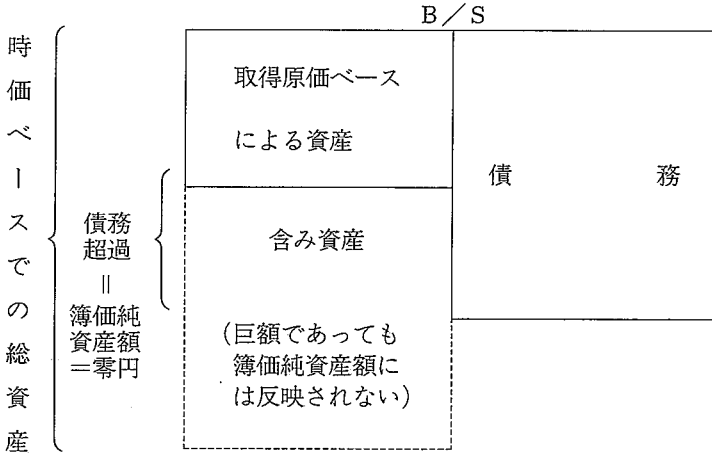 B／S
時価ベースでの総資産
債務
超過
＝
簿価純
資産額
＝零円
取得原価ベース
による資産
含み資産
（巨額であっても
簿価純資産額に
は反映されない）
債務